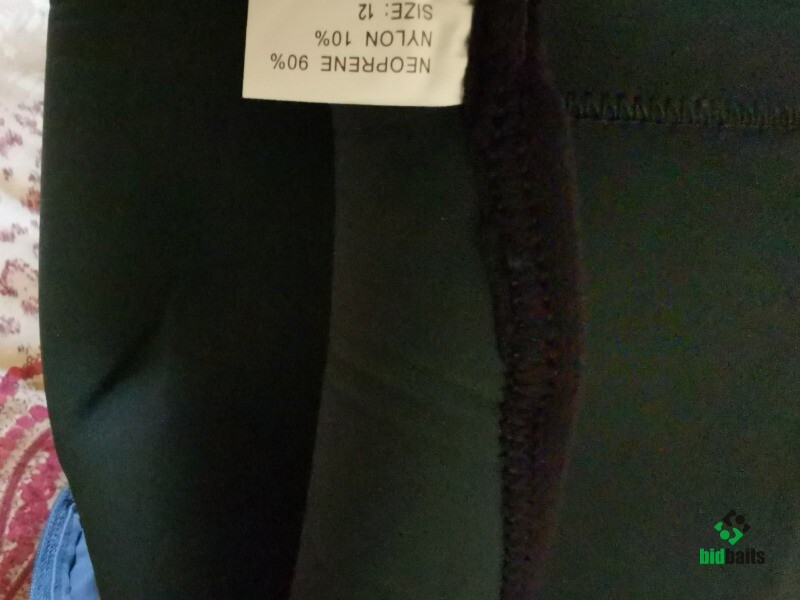 NEOPRENE 90%
NYLON 10%
SIZE: 12
bidbaits